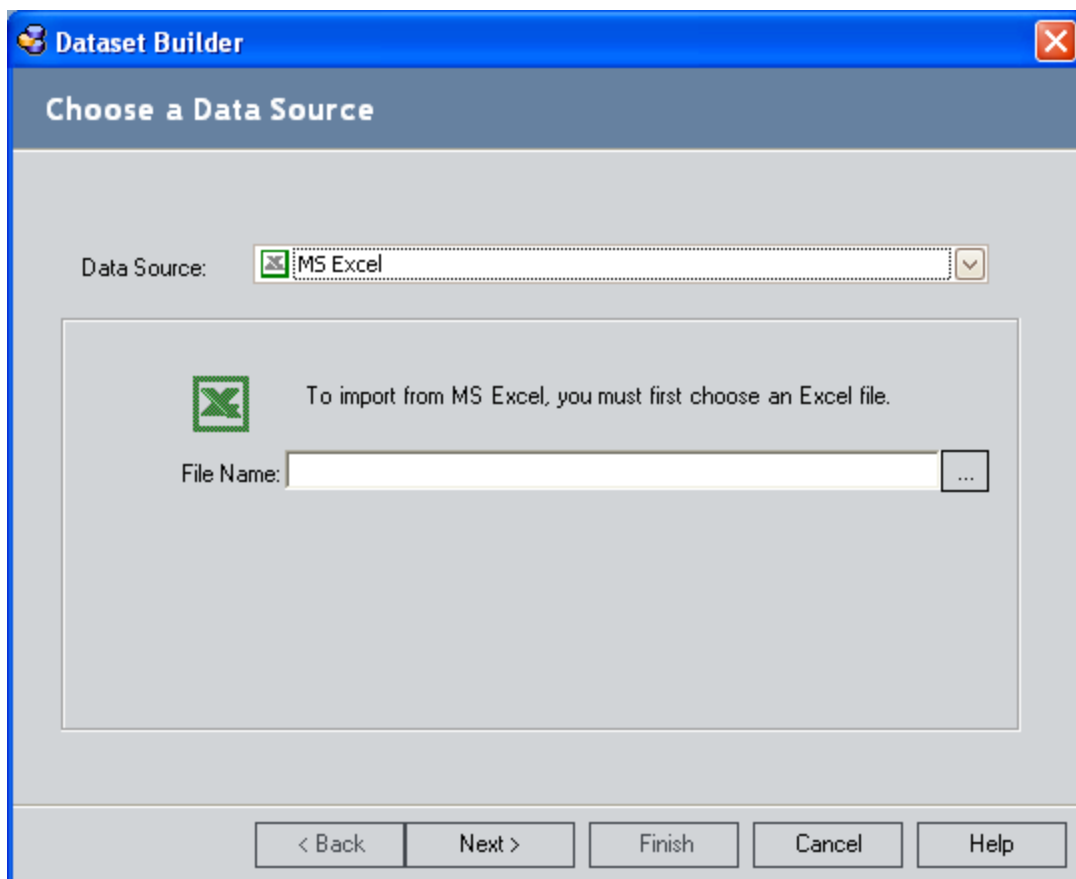 Dataset Builder
Choose a Data Source
Data Source: MS Excel
To import from MS Excel, you must first choose an Excel file.
File Name: ...
< Back Next > Finish Cancel Help